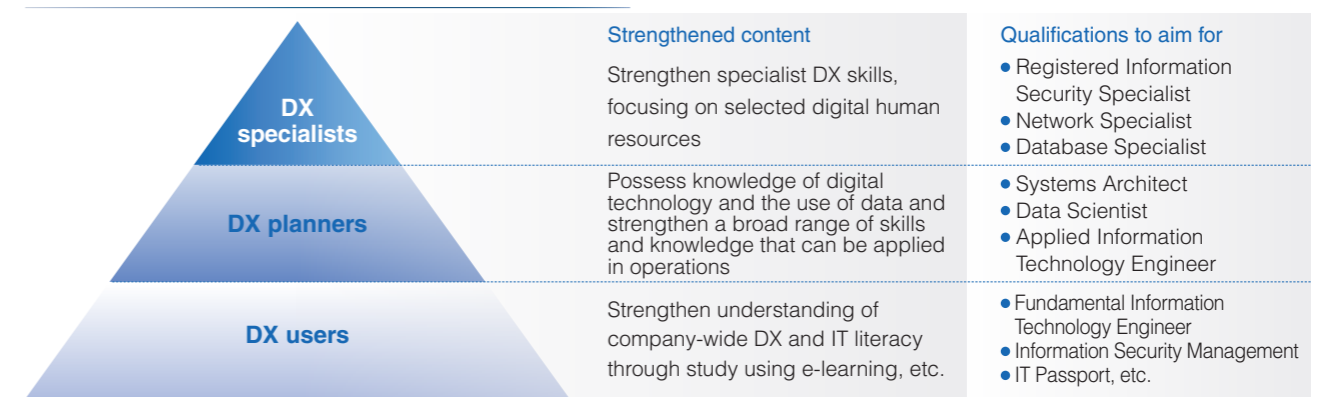 Strengthened content
Qualifications to aim for
DX
specialists
Strengthen specialist DX skills,
focusing on selected digital human
resources
● Registered Information
Security Specialist
● Network Specialist
● Database Specialist
DX planners
Possess knowledge of digital
technology and the use of data and
strengthen a broad range of skills
and knowledge that can be applied
in operations
● Systems Architect
● Data Scientist
● Applied Information
Technology Engineer
DX users
Strengthen understanding of
company-wide DX and IT literacy
through study using e-learning, etc.
● Fundamental Information
Technology Engineer
● Information Security Management
● IT Passport, etc.